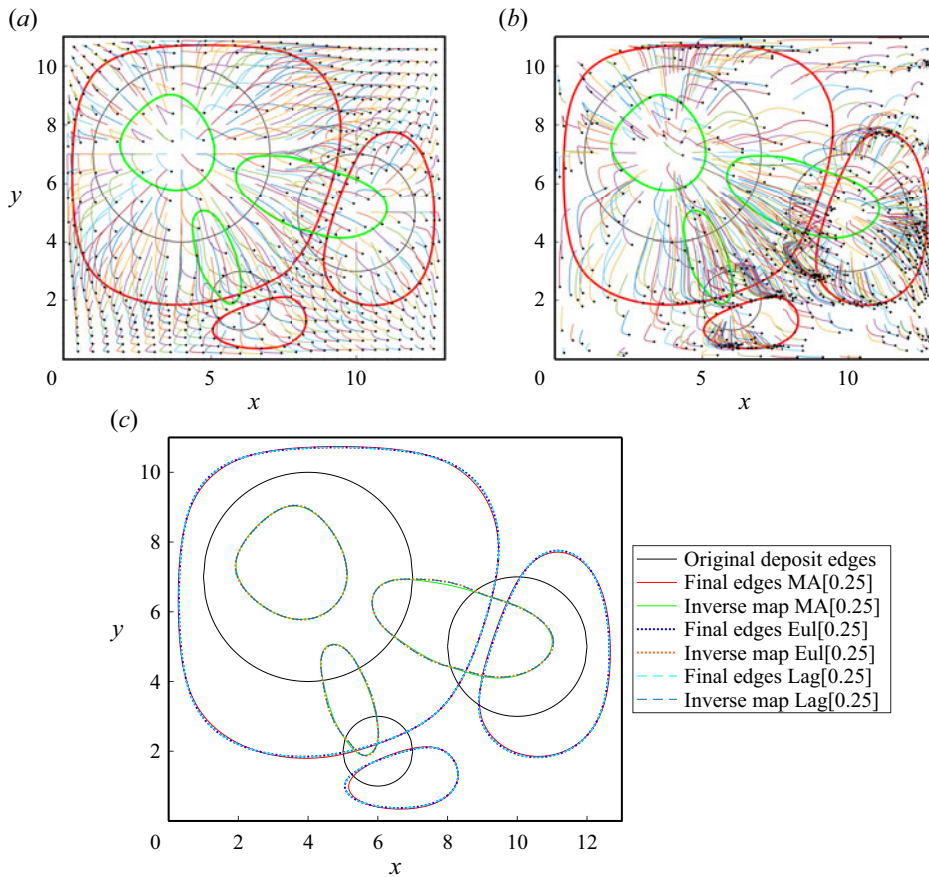 (a)
(b)
10
8
6
4
2
0
5
10
x
y
10
8
6
4
2
0
5
10
x
(c)
10
8
6
4
2
0
2
4
6
8
10
12
x
y
Original deposit edges
Final edges MA[0.25]
Inverse map MA[0.25]
Final edges Eul[0.25]
Inverse map Eul[0.25]
Final edges Lag[0.25]
Inverse map Lag[0.25]